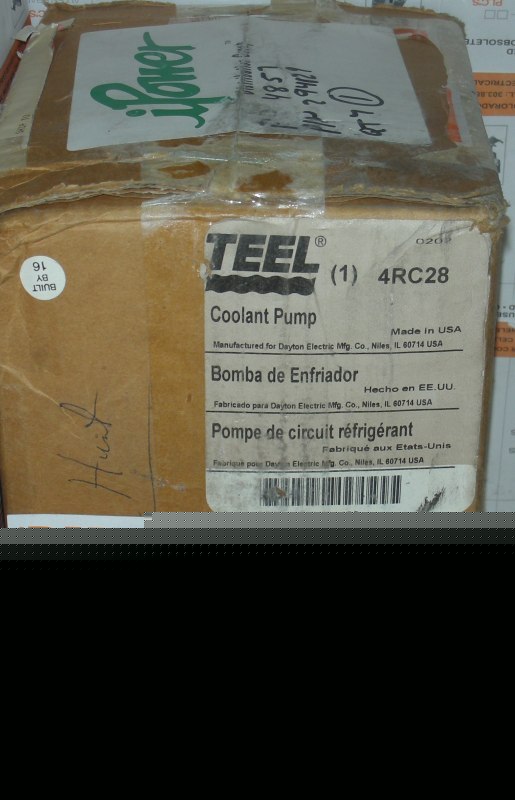 iPower
4857
TEEL®
0202
(1) 4RC28
Coolant Pump
Made in USA
Manufactured for Dayton Electric Mfg. Co., Niles, IL 60714 USA
Bomba de Enfriador
Hecho en EE.UU.
Fabricado para Dayton Electric Mfg. Co., Niles, IL 60714 USA
Pompe de circuit réfrigérant
Fabriqué aux Etats-Unis
Fabriqué pour Dayton Electric Mfg. Co., Niles, IL 60714 USA
BUILT
BY
16
PLCS
OBSOLETE